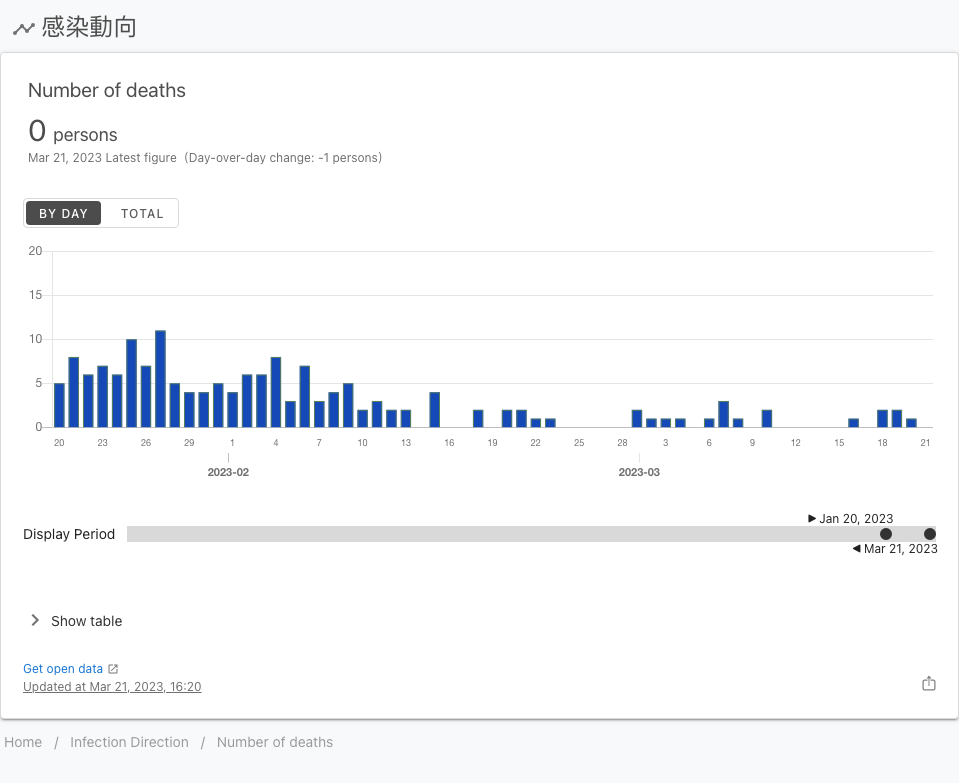 感染動向
Number of deaths
0 persons
Mar 21, 2023 Latest figure (Day-over-day change: -1 persons)
BY DAY TOTAL
20
15
10
5
0
20 23 26 29 1 4 7 10 13 16 19 22 25 28 3 6 9 12 15 18 21
2023-02 2023-03
Jan 20, 2023
Display Period
Mar 21, 2023
Show table
Get open data
Updated at Mar 21, 2023, 16:20
Home / Infection Direction / Number of deaths